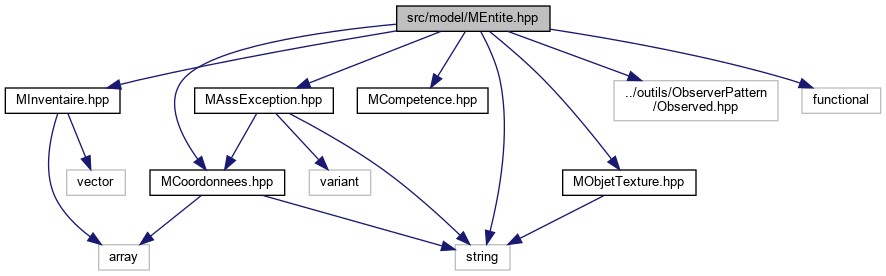 src/model/MEntite.hpp
MInventaire.hpp
MAssException.hpp
MCompetence.hpp
../outils/ObserverPattern
/Observed.hpp
functional
vector
MCoordonnees.hpp
variant
MObjetTexture.hpp
array
string